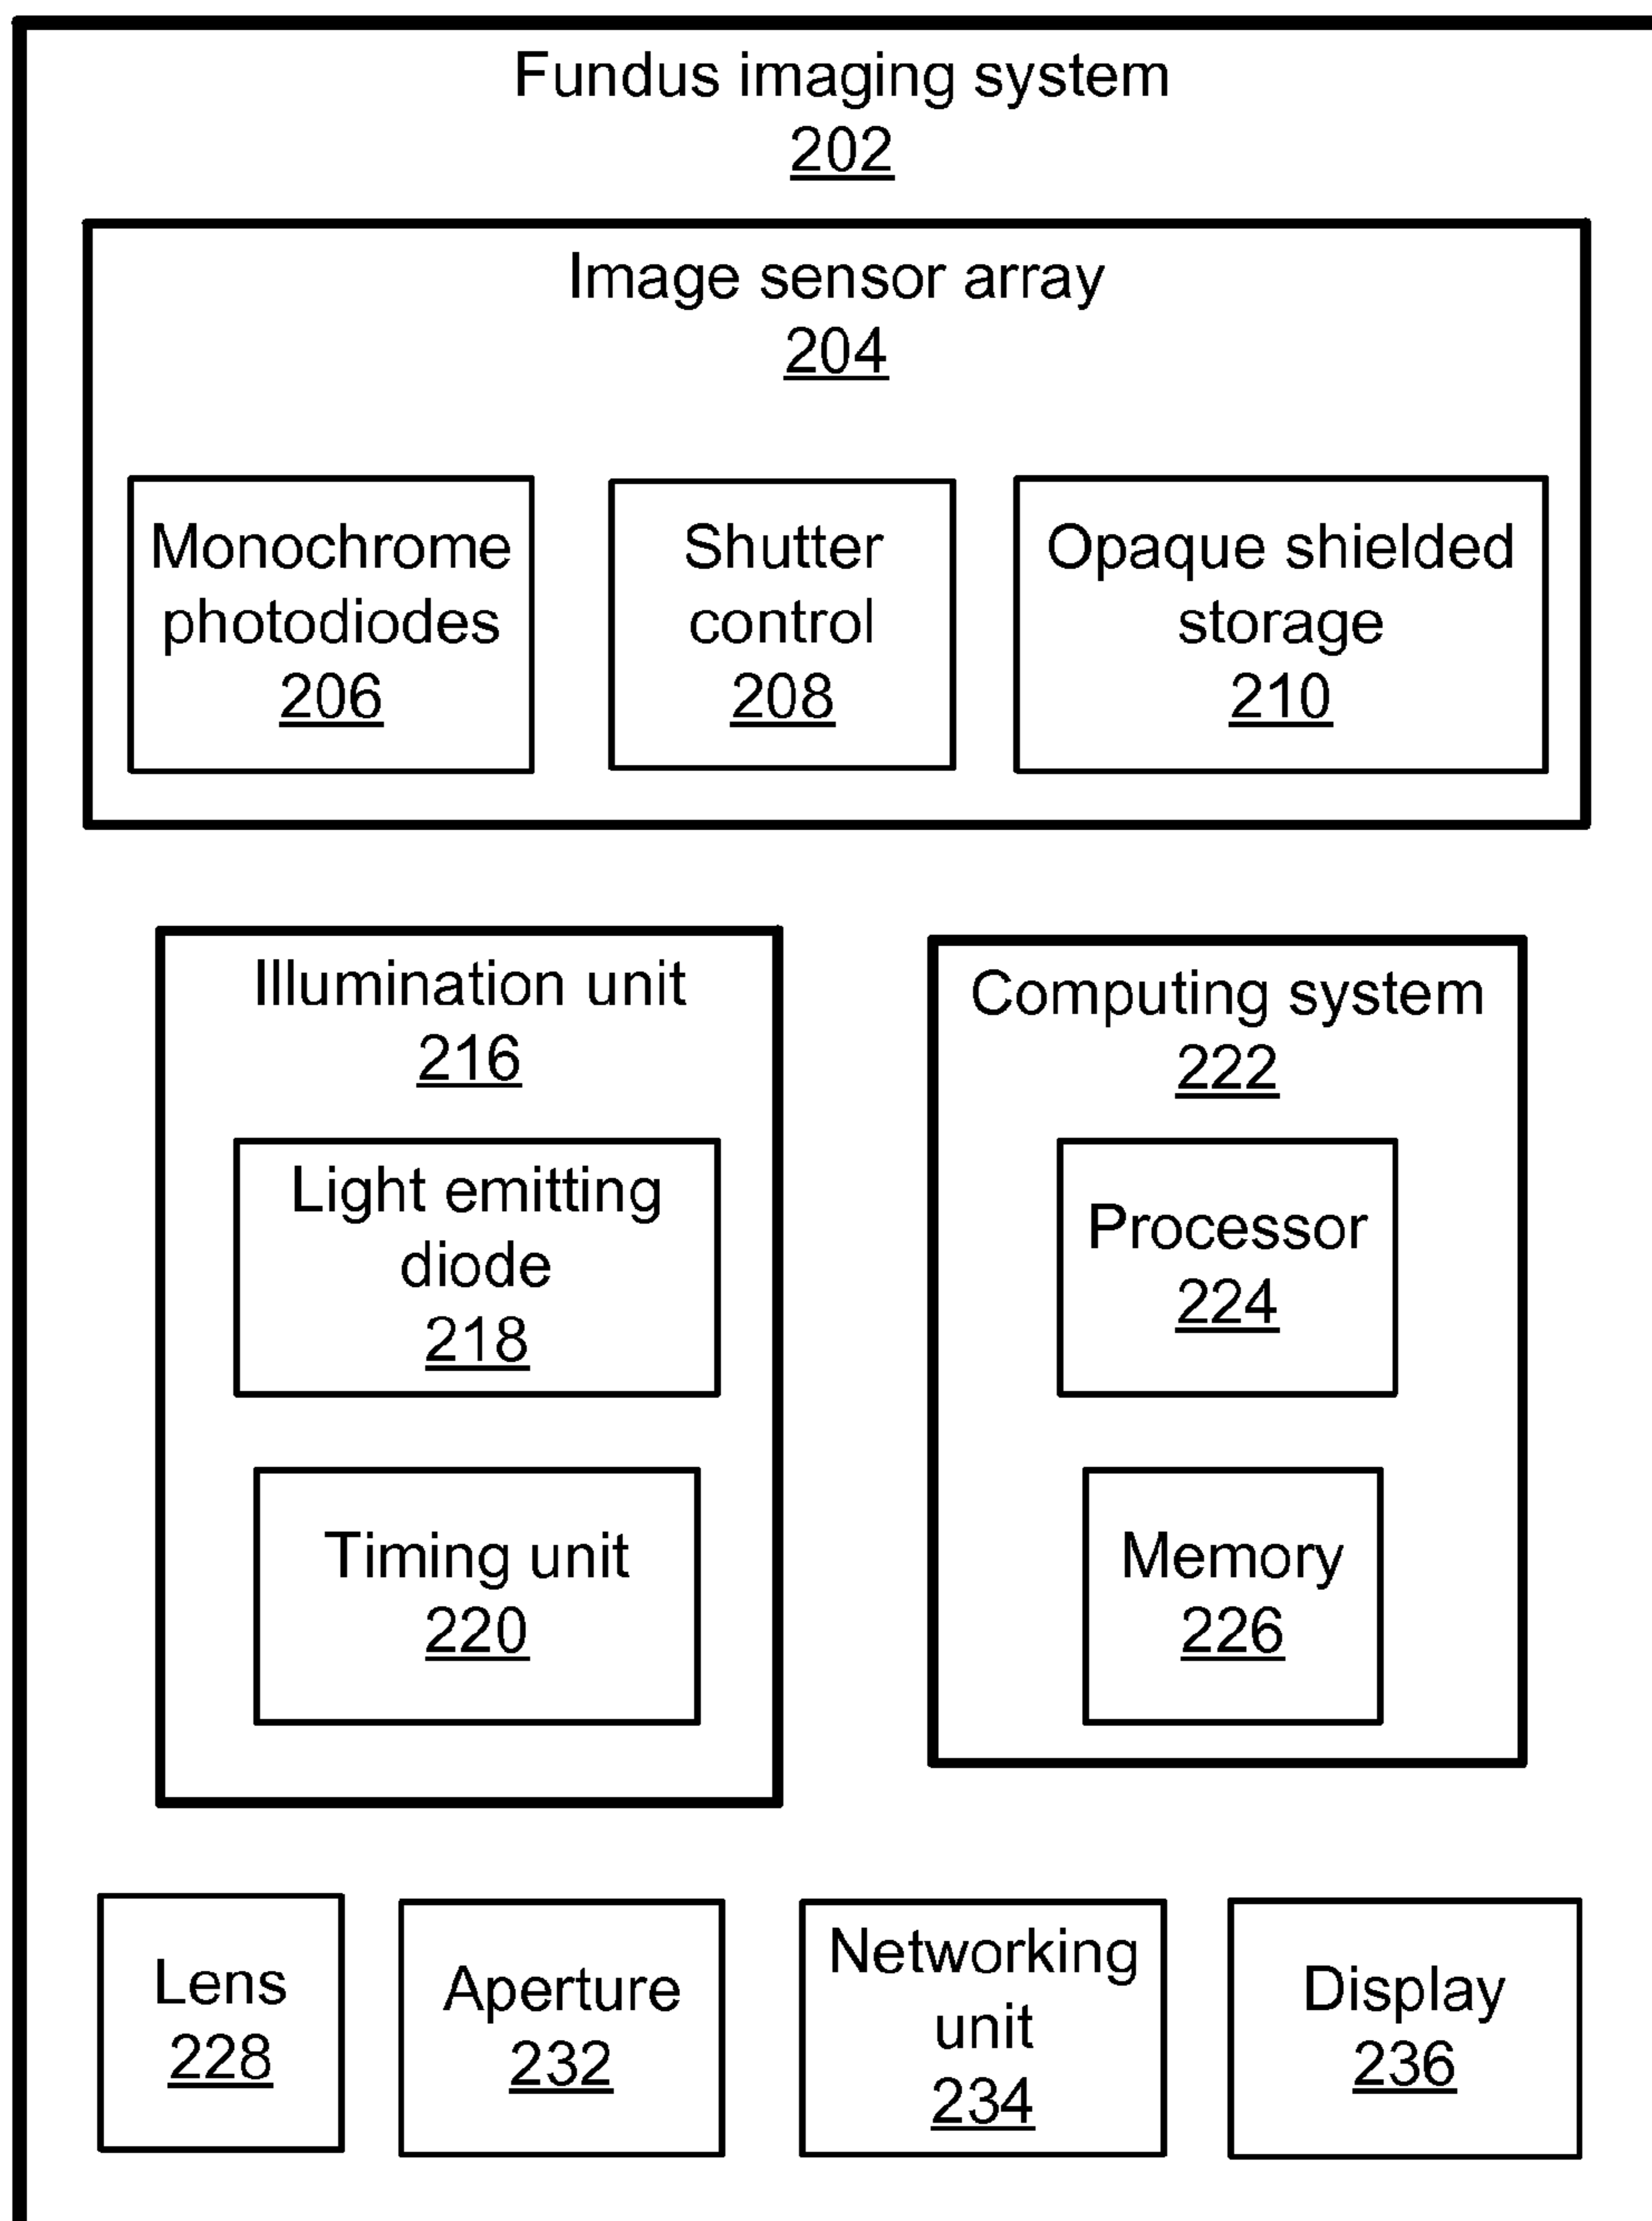 Fundus imaging system
202
Image sensor array
204
Monochrome
photodiodes
206
Shutter
control
208
Opaque shielded
storage
210
Illumination unit
216
Light emitting
diode
218
Timing unit
220
Computing system
222
Processor
224
Memory
226
Lens
228
Aperture
232
Networking
unit
234
Display
236